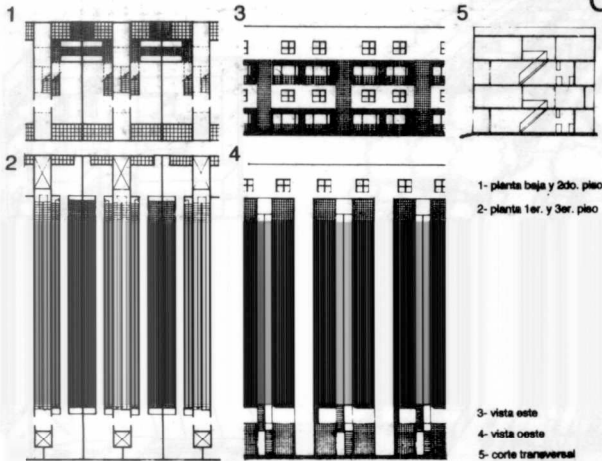 1
3
5
2
4
1- planta baja y 2do. piso
2- planta 1er. y 3er. piso
3- vista este
4- vista oeste
5- corte transversal